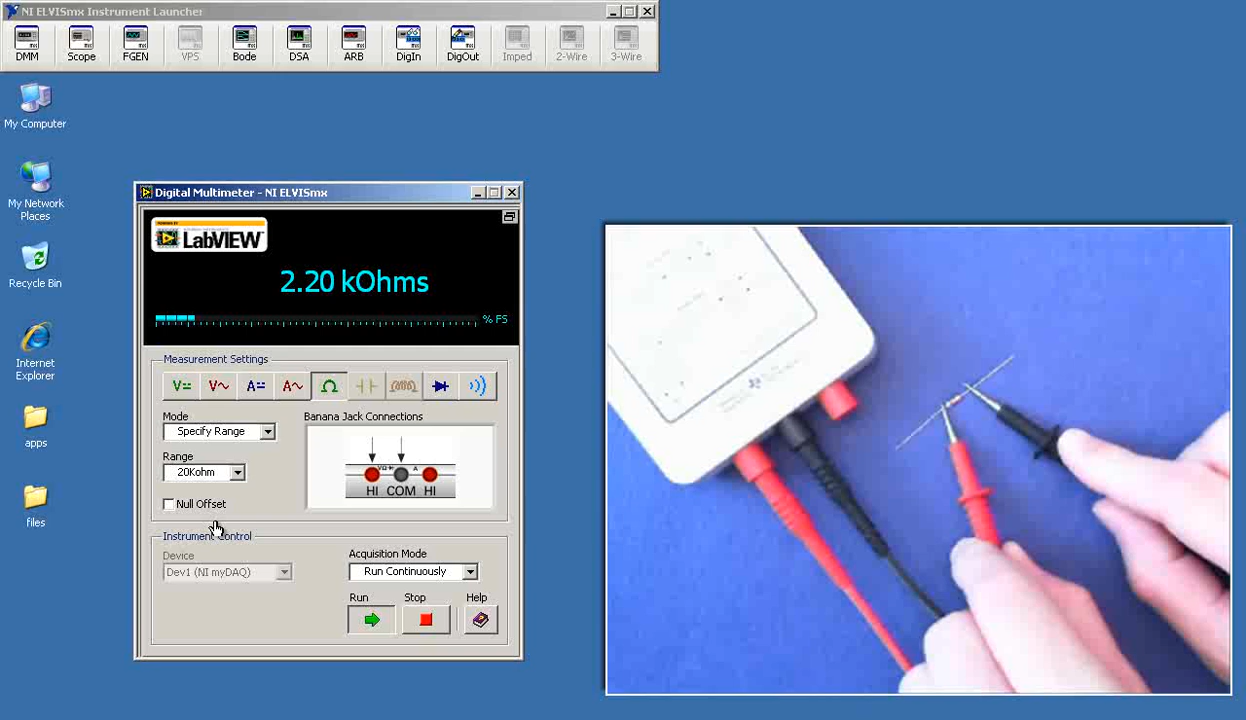 NI ELVISmx Instrument Launcher
DMM Scope FGEN VPS Bode DSA ARB DigIn DigOut Imped 2-Wire 3-Wire
My Computer
My Network
Places
Recycle Bin
Internet
Explorer
apps
files
Digital Multimeter - NI ELVISmx
LabVIEW
2.20 kOhms
% FS
Measurement Settings
V V A A
Mode
Specify Range
Range
20Kohm
Null Offset
Banana Jack Connections
VΩ A
HI COM HI
Instrument Control
Device
Dev1 (NI myDAQ)
Acquisition Mode
Run Continuously
Run Stop Help